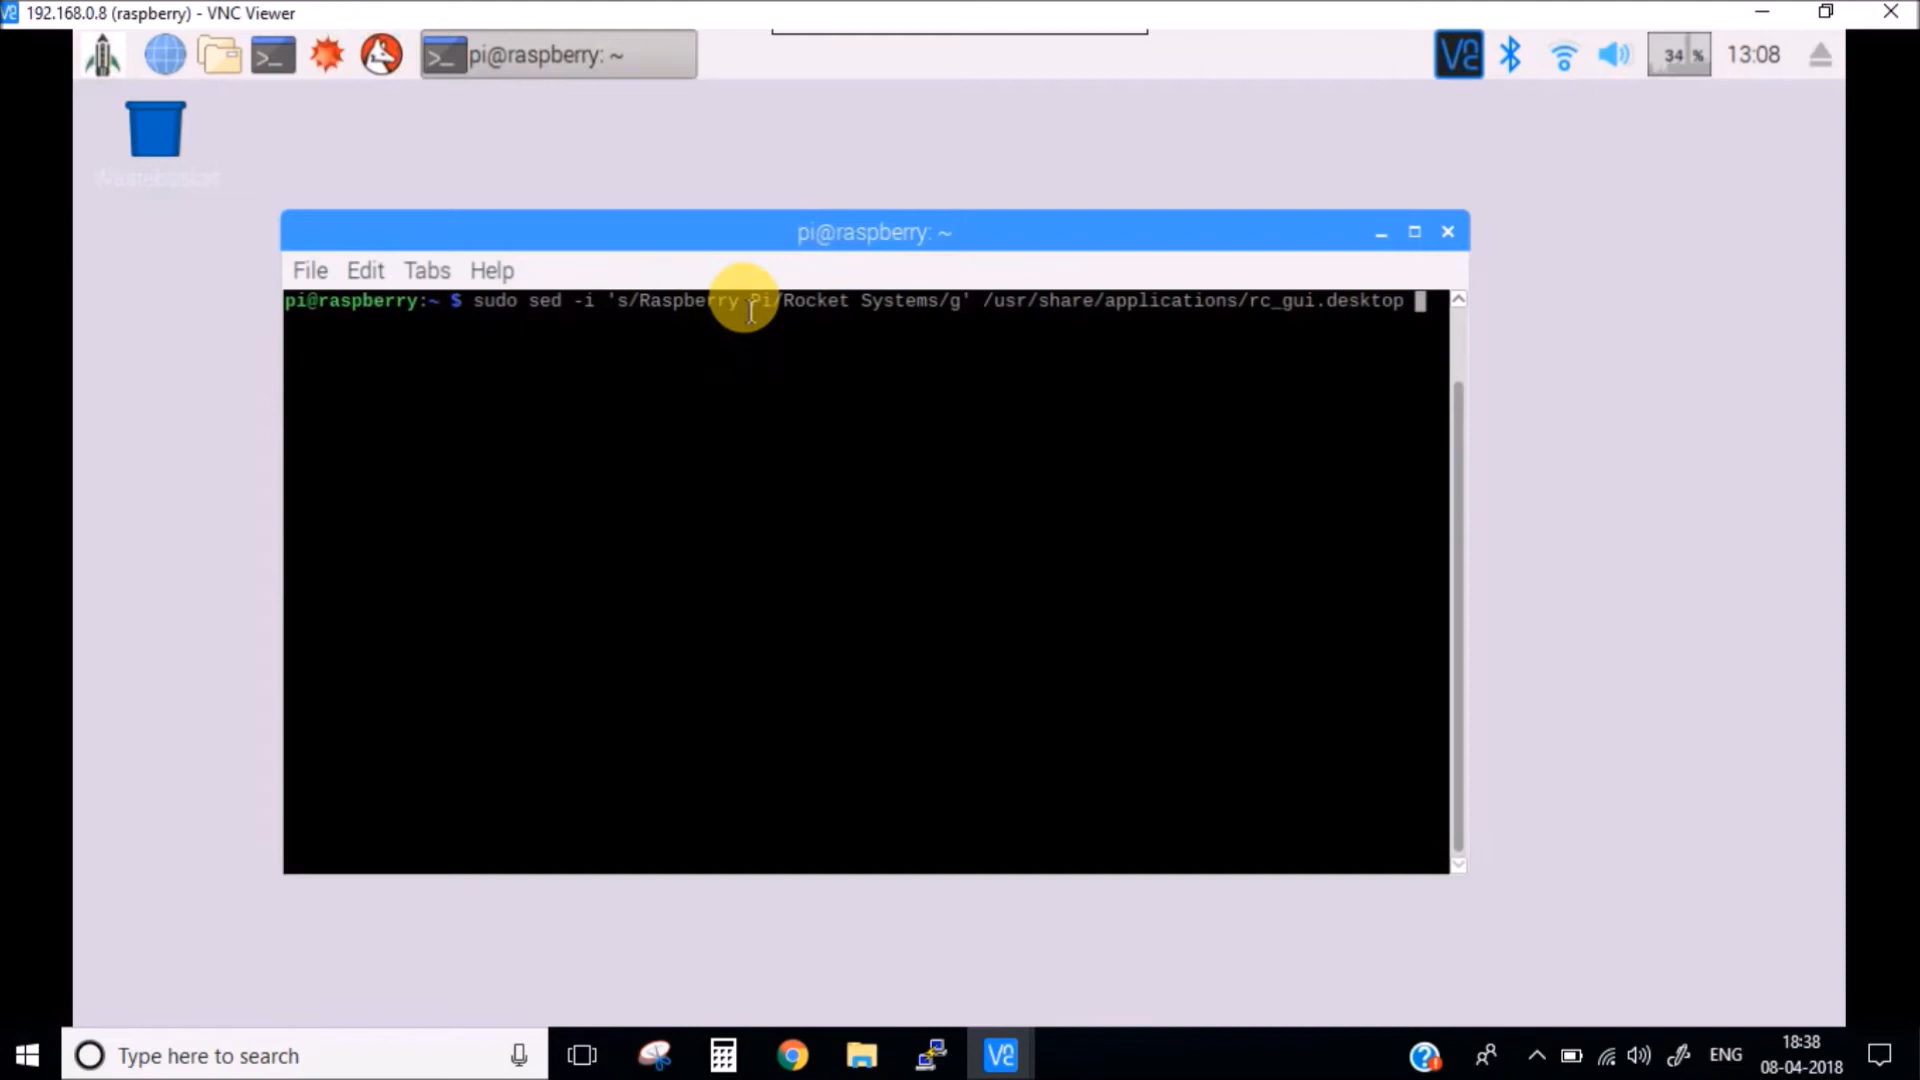 192.168.0.8 (raspberry) - VNC Viewer
pi@raspberry: ~
34 %
13:08
Wastebasket
pi@raspberry: ~
File Edit Tabs Help
pi@raspberry:~ $ sudo sed -i 's/Raspberry Pi/Rocket Systems/g' /usr/share/applications/rc_gui.desktop
Type here to search
ENG
18:38
08-04-2018